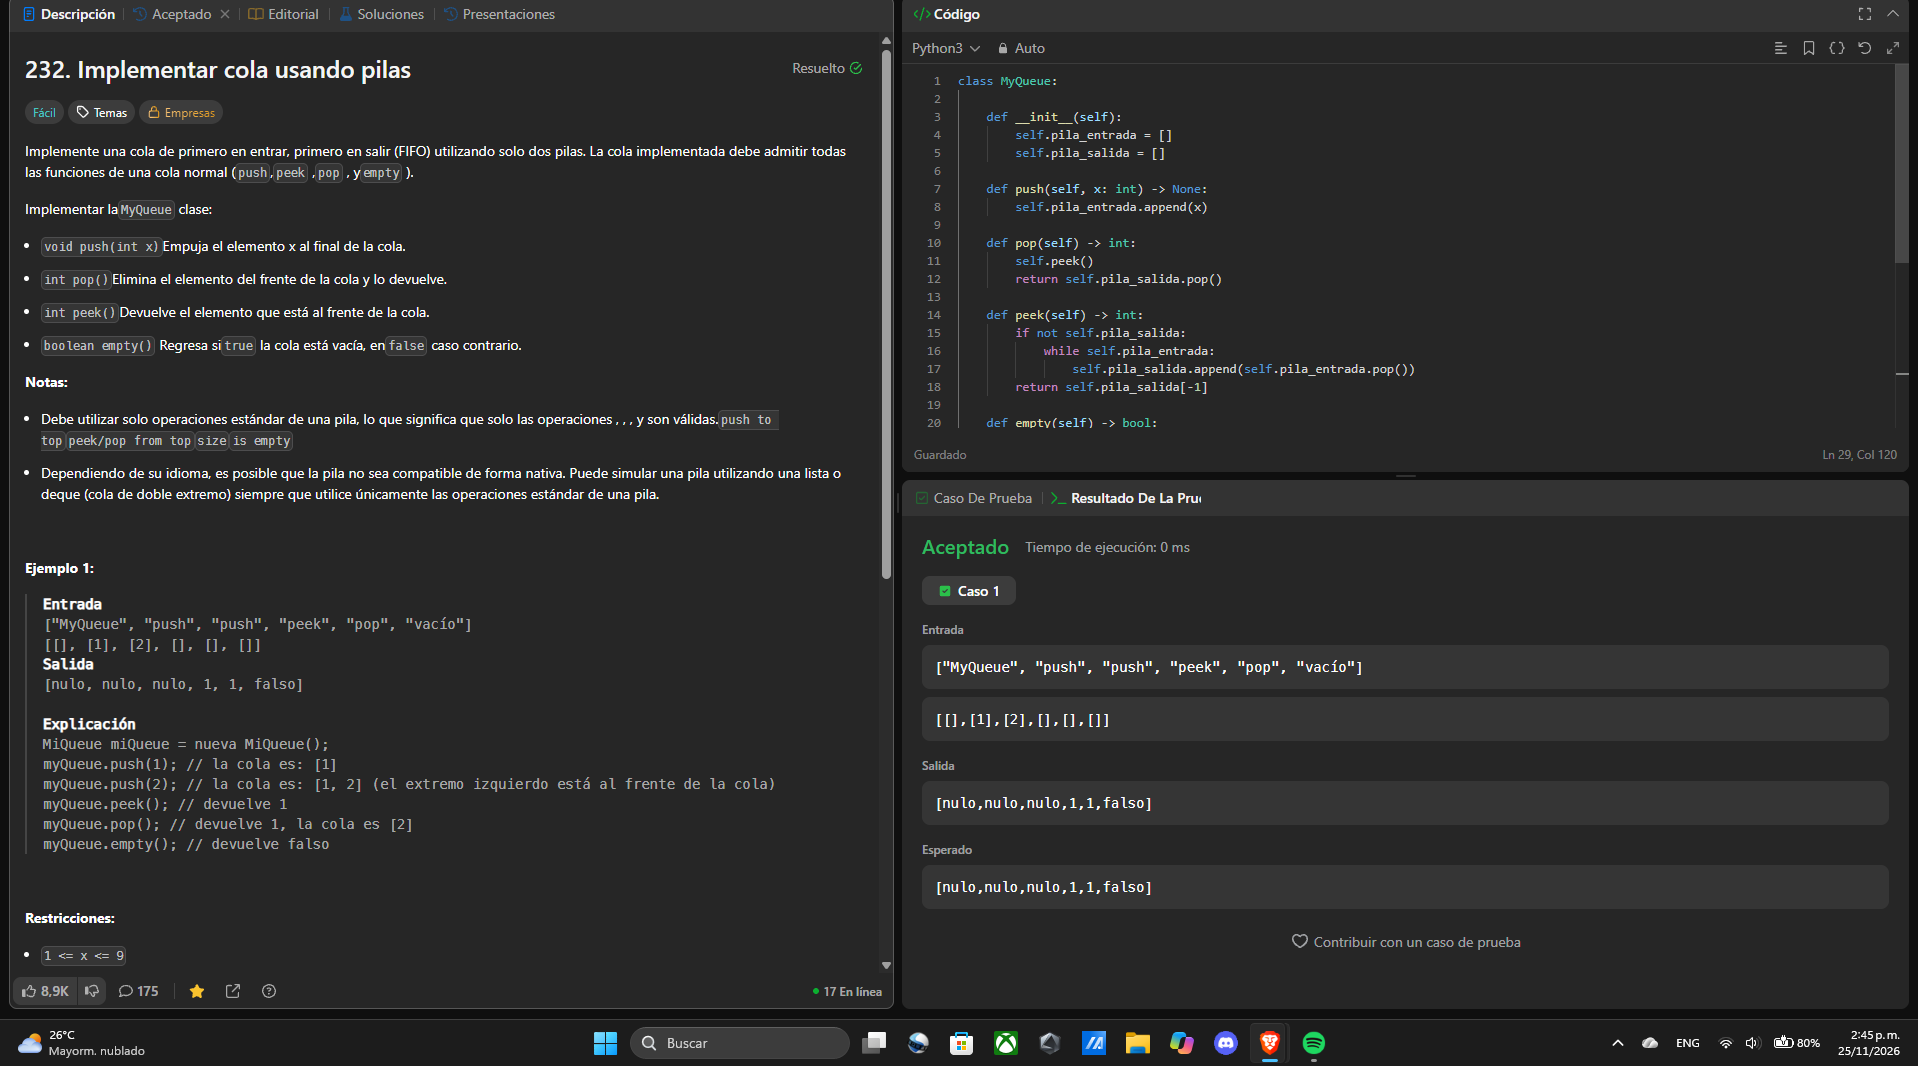 Descripción
Aceptado
Editorial
Soluciones
Presentaciones
232. Implementar cola usando pilas
Resuelto
Fácil
Temas
Empresas
Implemente una cola de primero en entrar, primero en salir (FIFO) utilizando solo dos pilas. La cola implementada debe admitir todas
las funciones de una cola normal (push,peek ,pop , yempty ).
Implementar laMyQueue clase:
void push(int x)Empuja el elemento x al final de la cola.
int pop()Elimina el elemento del frente de la cola y lo devuelve.
int peek()Devuelve el elemento que está al frente de la cola.
boolean empty() Regresa sitrue la cola está vacía, enfalse caso contrario.
Notas:
Debe utilizar solo operaciones estándar de una pila, lo que significa que solo las operaciones , , , y son válidas.push to
top peek/pop from top size is empty
Dependiendo de su idioma, es posible que la pila no sea compatible de forma nativa. Puede simular una pila utilizando una lista o
deque (cola de doble extremo) siempre que utilice únicamente las operaciones estándar de una pila.
Ejemplo 1:
Entrada
["MyQueue", "push", "push", "peek", "pop", "vacío"]
[[], [1], [2], [], [], []]
Salida
[nulo, nulo, nulo, 1, 1, falso]
Explicación
MiQueue miQueue = nueva MiQueue();
myQueue.push(1); // la cola es: [1]
myQueue.push(2); // la cola es: [1, 2] (el extremo izquierdo está al frente de la cola)
myQueue.peek(); // devuelve 1
myQueue.pop(); // devuelve 1, la cola es [2]
myQueue.empty(); // devuelve falso
Restricciones:
1 <= x <= 9
8,9K
175
17 En línea
</> Código
Python3
Auto
1 class MyQueue:
2
3 def __init__(self):
4 self.pila_entrada = []
5 self.pila_salida = []
6
7 def push(self, x: int) -> None:
8 self.pila_entrada.append(x)
9
10 def pop(self) -> int:
11 self.peek()
12 return self.pila_salida.pop()
13
14 def peek(self) -> int:
15 if not self.pila_salida:
16 while self.pila_entrada:
17 self.pila_salida.append(self.pila_entrada.pop())
18 return self.pila_salida[-1]
19
20 def empty(self) -> bool:
Guardado
Ln 29, Col 120
Caso De Prueba
Resultado De La Pru
Aceptado
Tiempo de ejecución: 0 ms
Caso 1
Entrada
["MyQueue", "push", "push", "peek", "pop", "vacío"]
[[],[1],[2],[],[],[]]
Salida
[nulo,nulo,nulo,1,1,falso]
Esperado
[nulo,nulo,nulo,1,1,falso]
Contribuir con un caso de prueba
26°C
Mayorm. nublado
Buscar
ENG
80%
2:45 p. m.
25/11/2026